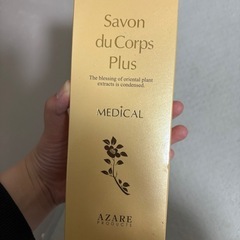 Savon
du Corps
Plus
The blessing of oriental plant
extracts is condensed.
MEDICAL
AZARE
PRODUCTS